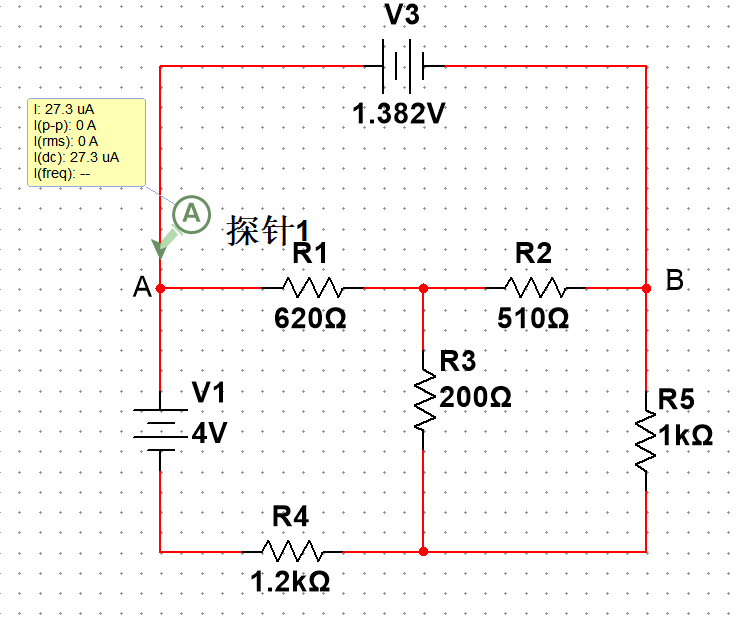 V3
1.382V
I: 27.3 uA
I(p-p): 0 A
I(rms): 0 A
I(dc): 27.3 uA
I(freq): --
A
探针1
R1
R2
A
B
620Ω
510Ω
R3
200Ω
V1
4V
R5
1kΩ
R4
1.2kΩ